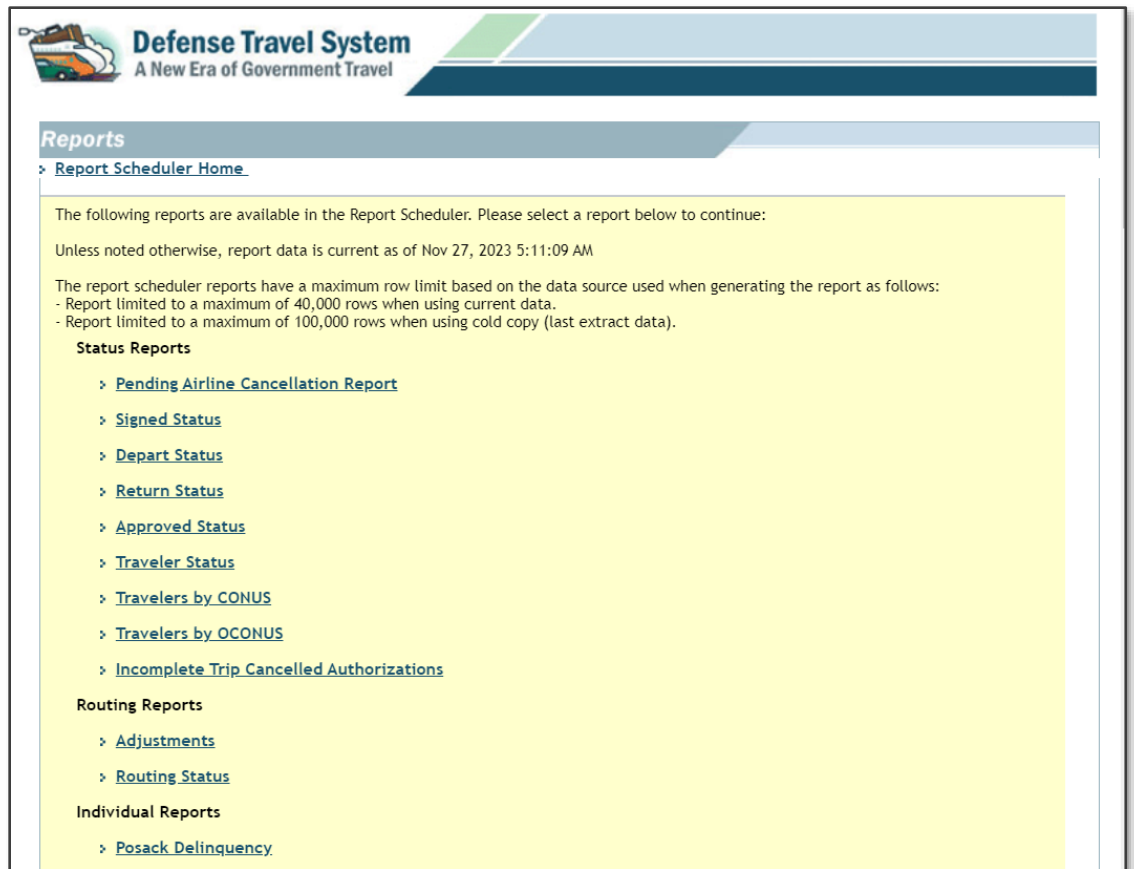 Defense Travel System
A New Era of Government Travel
Reports
Report Scheduler Home
The following reports are available in the Report Scheduler. Please select a report below to continue:
Unless noted otherwise, report data is current as of Nov 27, 2023 5:11:09 AM
The report scheduler reports have a maximum row limit based on the data source used when generating the report as follows:
- Report limited to a maximum of 40,000 rows when using current data.
- Report limited to a maximum of 100,000 rows when using cold copy (last extract data).
Status Reports
Pending Airline Cancellation Report
Signed Status
Depart Status
Return Status
Approved Status
Traveler Status
Travelers by CONUS
Travelers by OCONUS
Incomplete Trip Cancelled Authorizations
Routing Reports
Adjustments
Routing Status
Individual Reports
Posack Delinquency